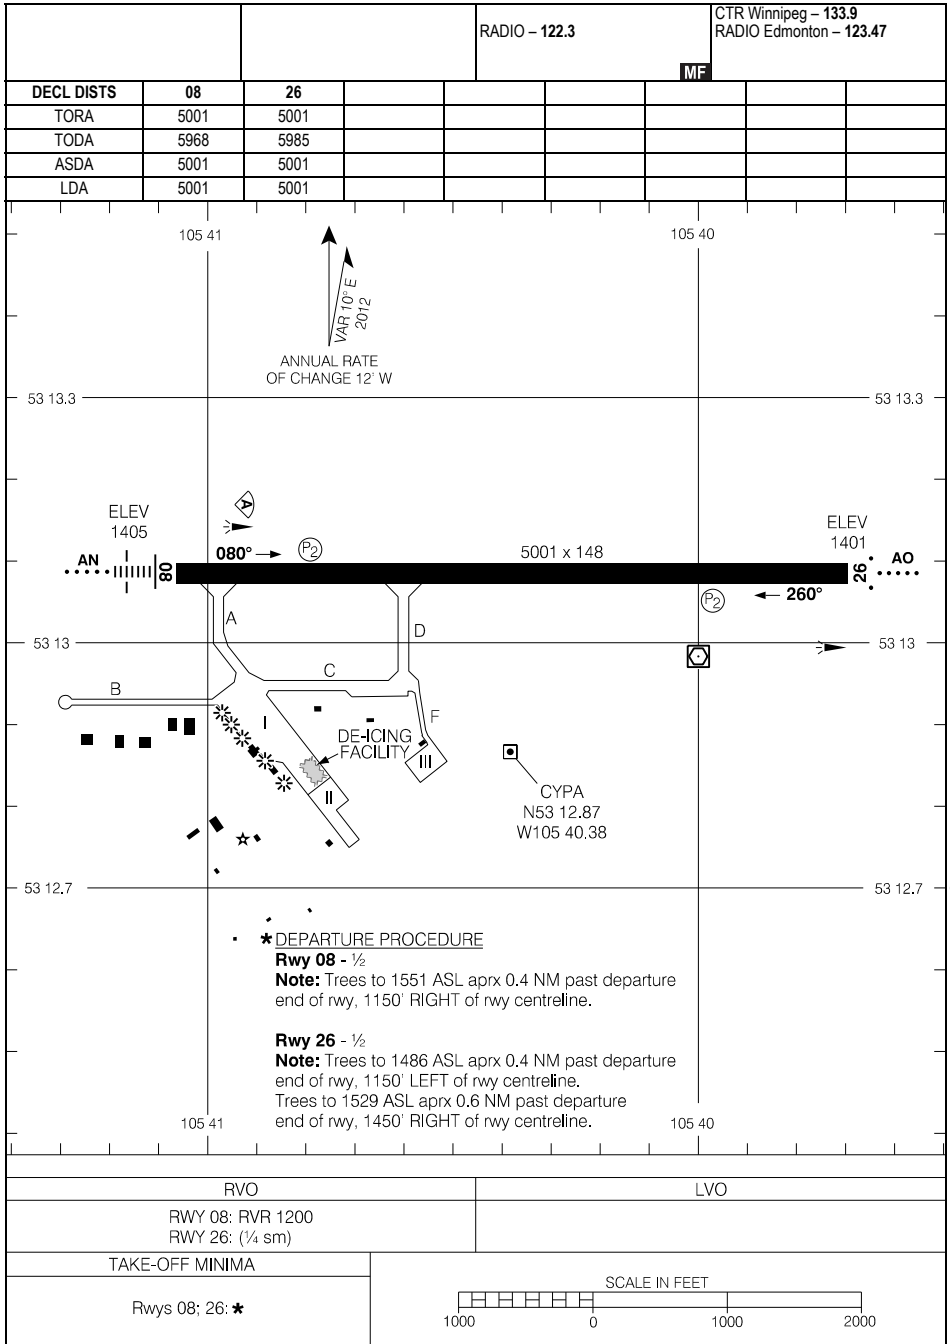 RADIO – 122.3
MF
CTR Winnipeg – 133.9
RADIO Edmonton – 123.47
DECL DISTS 08 26
TORA 5001 5001
TODA 5968 5985
ASDA 5001 5001
LDA 5001 5001
105 41 105 40
VAR 10° E
2012
ANNUAL RATE
OF CHANGE 12' W
53 13.3 53 13.3
A
ELEV
1405
ELEV
1401
080° P2 5001 x 148
AN 08 26 AO
P2 260°
A D
53 13 53 13
C
B
I F
DE-ICING
FACILITY
III
II
CYPA
N53 12.87
W105 40.38
53 12.7 53 12.7
* DEPARTURE PROCEDURE
Rwy 08 - ½
Note: Trees to 1551 ASL aprx 0.4 NM past departure
end of rwy, 1150' RIGHT of rwy centreline.
Rwy 26 - ½
Note: Trees to 1486 ASL aprx 0.4 NM past departure
end of rwy, 1150' LEFT of rwy centreline.
Trees to 1529 ASL aprx 0.6 NM past departure
end of rwy, 1450' RIGHT of rwy centreline.
105 41 105 40
RVO LVO
RWY 08: RVR 1200
RWY 26: (¼ sm)
TAKE-OFF MINIMA
Rwys 08; 26: *
SCALE IN FEET
1000 0 1000 2000